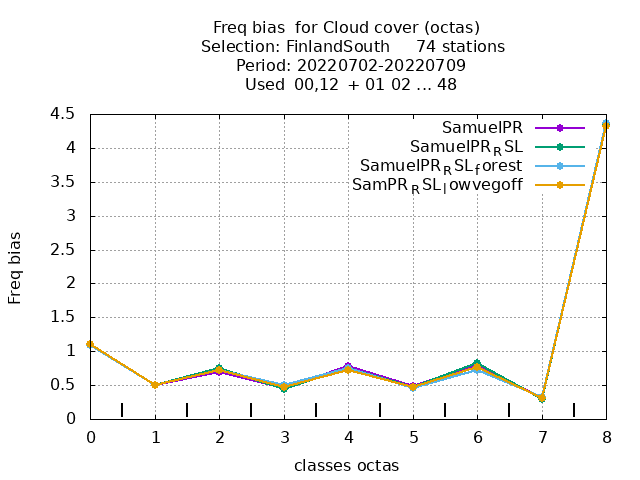 Freq bias  for Cloud cover (octas)
Selection: FinlandSouth     74 stations
Period: 20220702-20220709
Used  00,12  + 01 02 ... 48
SamuelPR
SamuelPR_RSL
SamuelPR_RSL_forest
SamPR_RSL_lowvegoff
4.5
4
3.5
3
2.5
2
1.5
1
0.5
0
Freq bias
0 1 2 3 4 5 6 7 8
classes octas